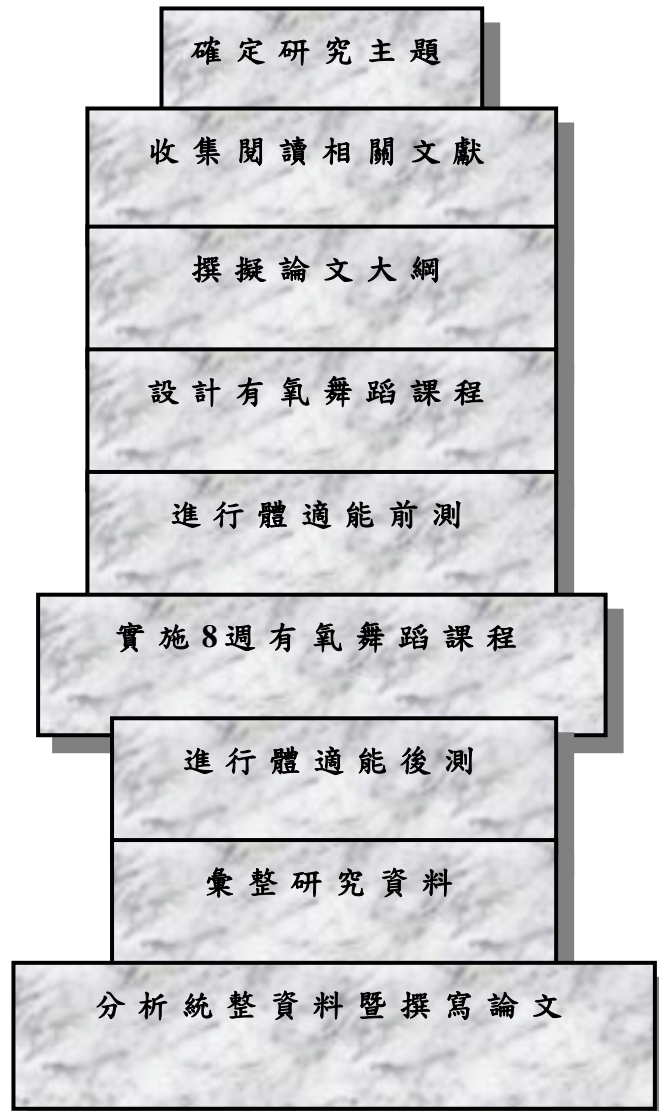 確定研究主題
收集閱讀相關文獻
撰擬論文大綱
設計有氧舞蹈課程
進行體適能前測
實施8週有氧舞蹈課程
進行體適能後測
彙整研究資料
分析統整資料暨撰寫論文